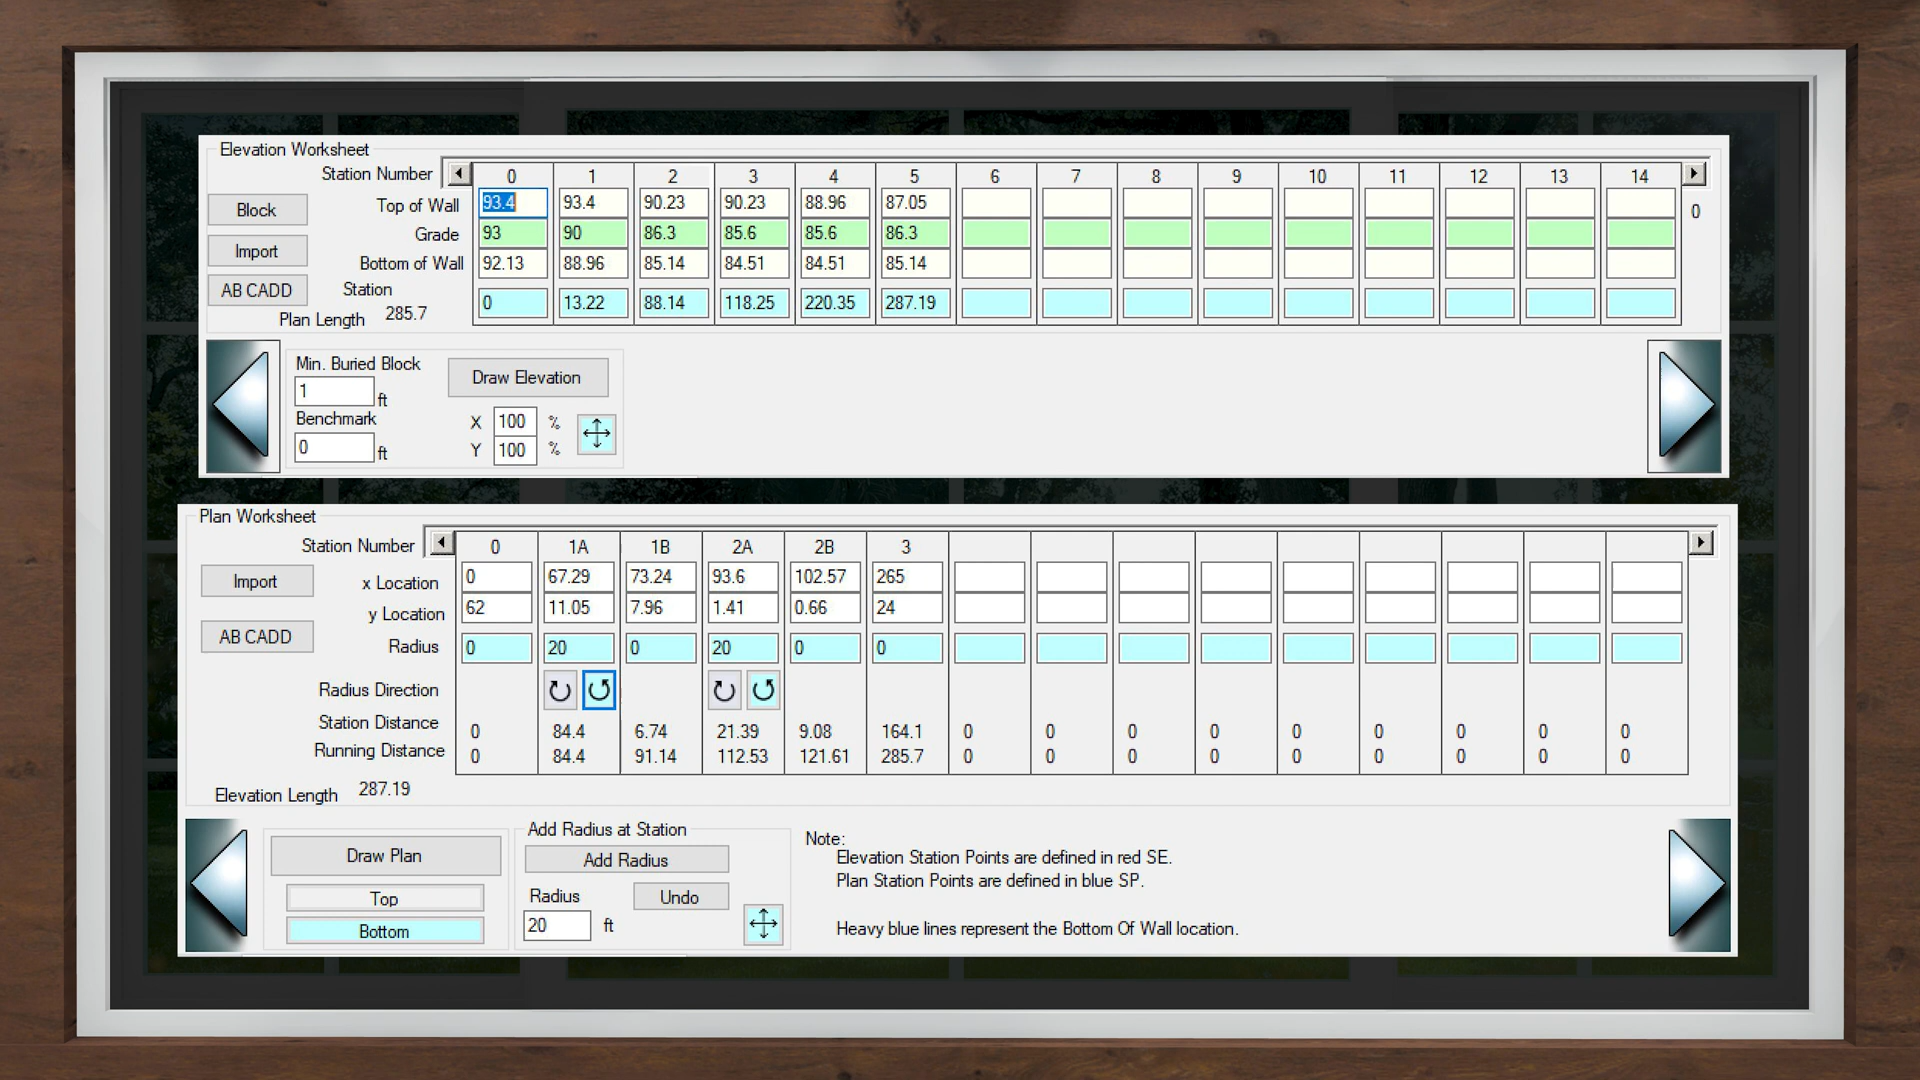 Elevation Worksheet
Station Number 0 1 2 3 4 5 6 7 8 9 10 11 12 13 14
Block Top of Wall 93.4 93.4 90.23 90.23 88.96 87.05 0
Grade 93 90 86.3 85.6 85.6 86.3
Import Bottom of Wall 92.13 88.96 85.14 84.51 84.51 85.14
AB CADD Station 0 13.22 88.14 118.25 220.35 287.19
Plan Length 285.7
Min. Buried Block Draw Elevation
1 ft
Benchmark X 100 %
0 ft Y 100 %
Plan Worksheet
Station Number 0 1A 1B 2A 2B 3
Import x Location 0 67.29 73.24 93.6 102.57 265
y Location 62 11.05 7.96 1.41 0.66 24
AB CADD Radius 0 20 0 20 0 0
Radius Direction
Station Distance 0 84.4 6.74 21.39 9.08 164.1 0 0 0 0 0 0 0 0 0
Running Distance 0 84.4 91.14 112.53 121.61 285.7 0 0 0 0 0 0 0 0 0
Elevation Length 287.19
Draw Plan
Top
Bottom
Add Radius at Station
Add Radius
Radius Undo
20 ft
Note:
Elevation Station Points are defined in red SE.
Plan Station Points are defined in blue SP.
Heavy blue lines represent the Bottom Of Wall location.